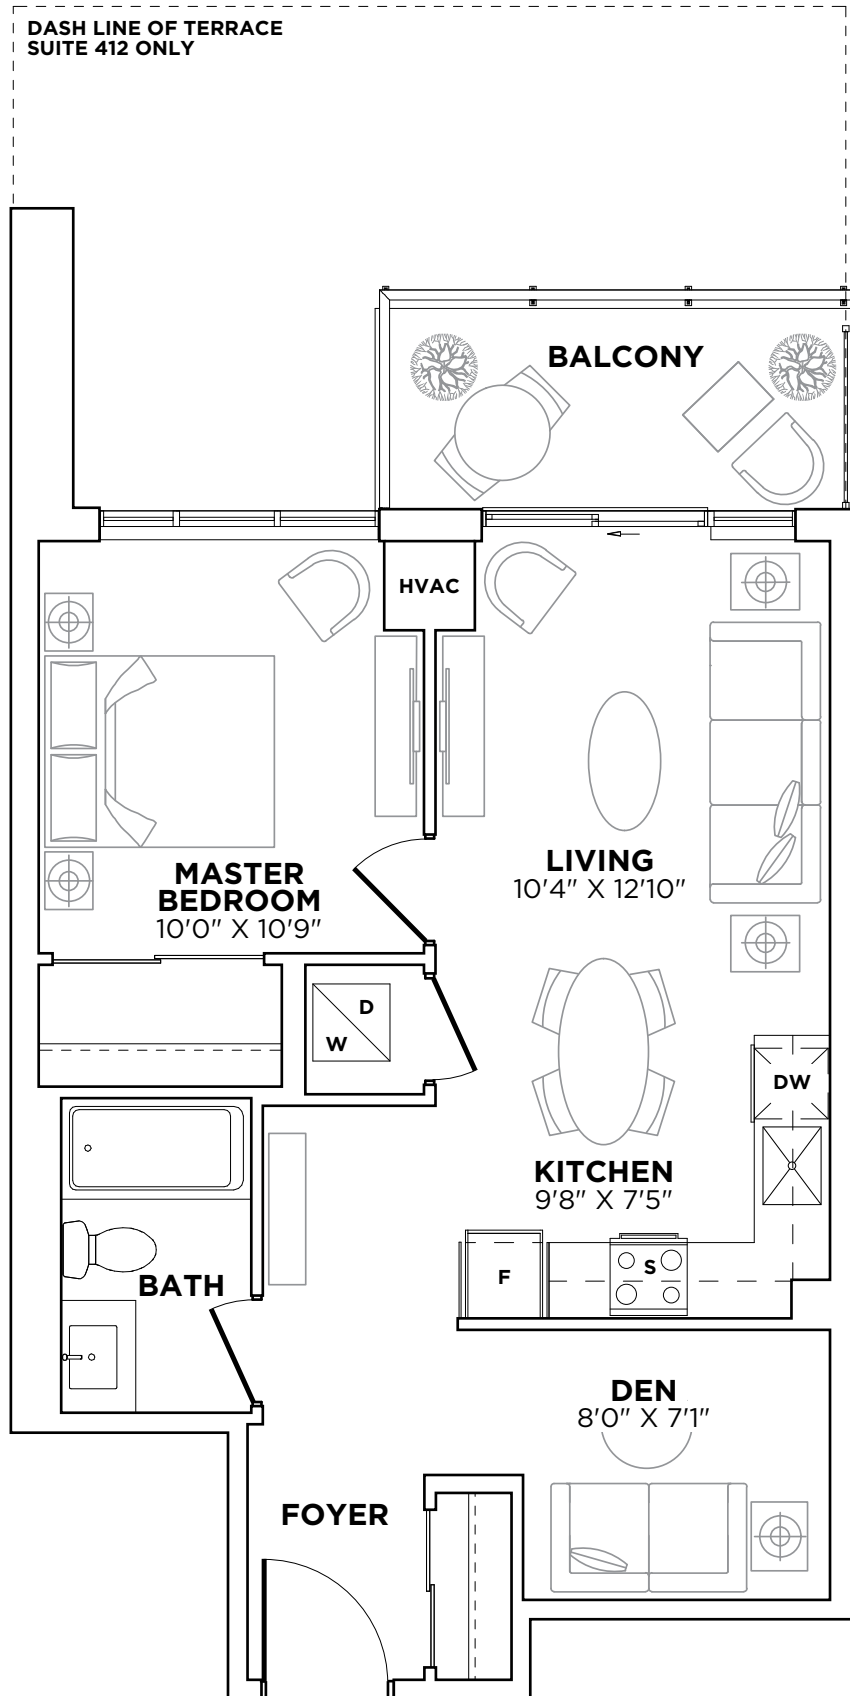 DASH LINE OF TERRACE
SUITE 412 ONLY
BALCONY
HVAC
MASTER
BEDROOM
10'0" X 10'9"
LIVING
10'4" X 12'10"
D
W
DW
KITCHEN
9'8" X 7'5"
F
S
BATH
DEN
8'0" X 7'1"
FOYER